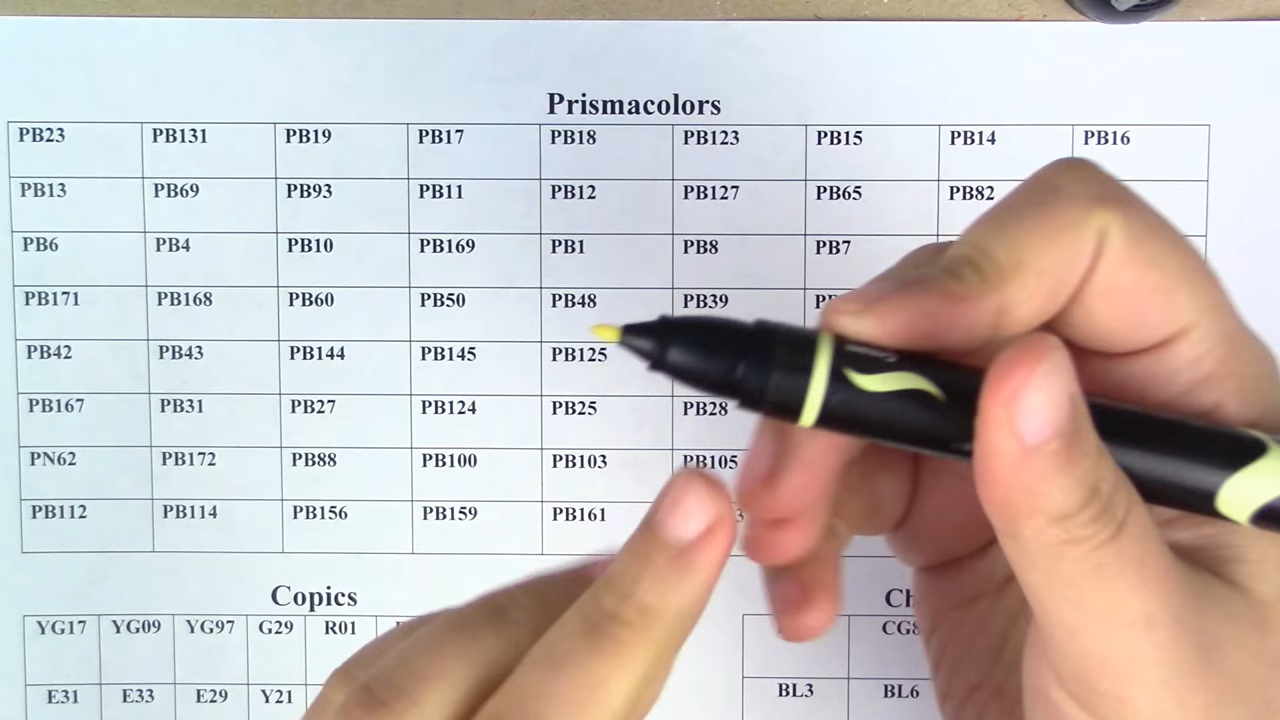 Prismacolors
PB23 PB131 PB19 PB17 PB18 PB123 PB15 PB14 PB16
PB13 PB69 PB93 PB11 PB12 PB127 PB65 PB82
PB6 PB4 PB10 PB169 PB1 PB8 PB7
PB171 PB168 PB60 PB50 PB48 PB39
PB42 PB43 PB144 PB145 PB125
PB167 PB31 PB27 PB124 PB25 PB28
PN62 PB172 PB88 PB100 PB103 PB105
PB112 PB114 PB156 PB159 PB161
Copics
YG17 YG09 YG97 G29 R01
E31 E33 E29 Y21 BL3 BL6